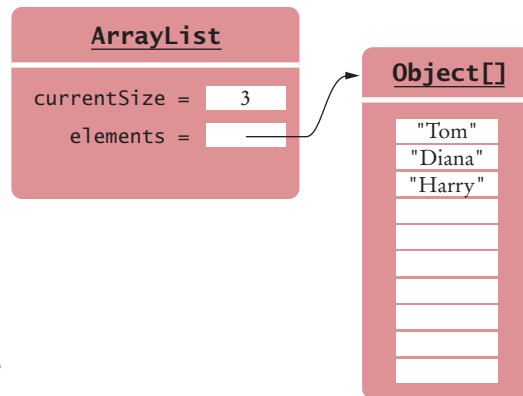 ArrayList
currentSize = 3
elements =
Object[]
"Tom"
"Diana"
"Harry"